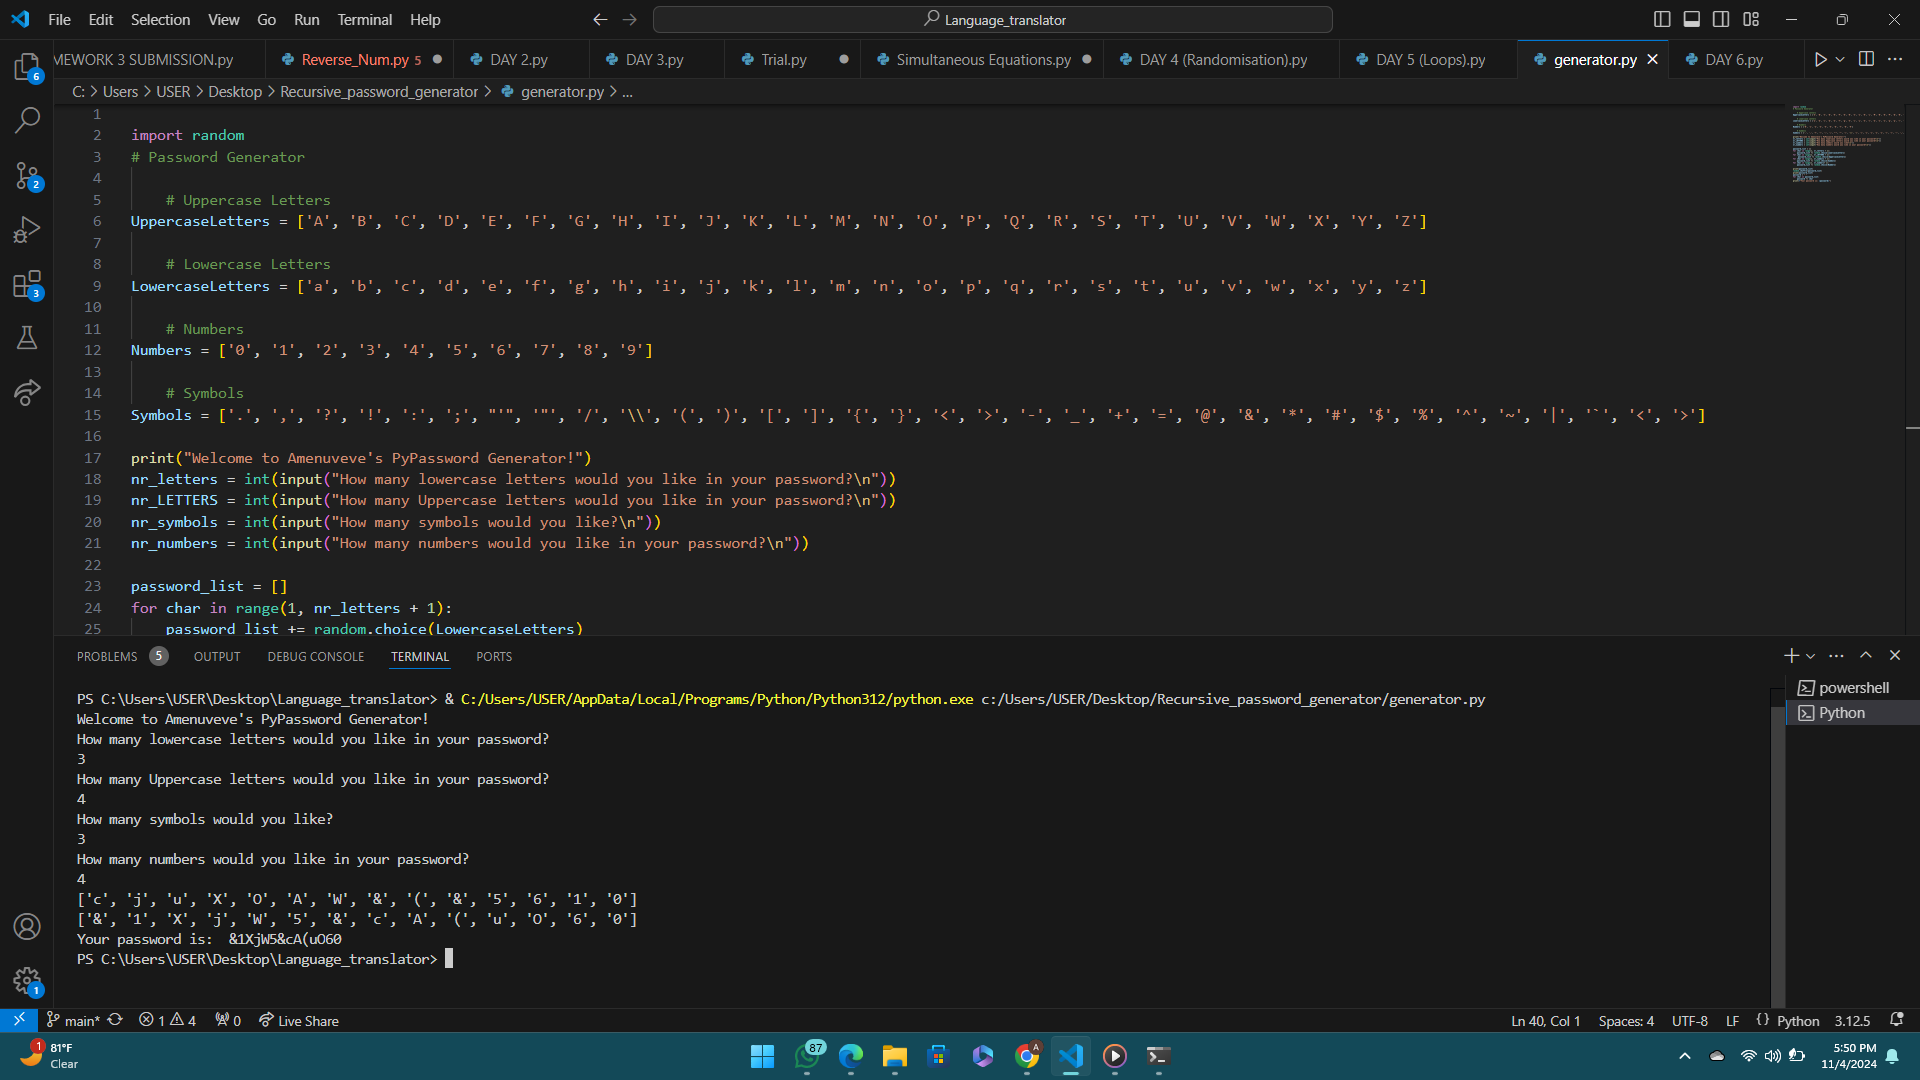 File Edit Selection View Go Run Terminal Help
Language_translator
MEWORK 3 SUBMISSION.py Reverse_Num.py 5 DAY 2.py DAY 3.py Trial.py Simultaneous Equations.py DAY 4 (Randomisation).py DAY 5 (Loops).py generator.py DAY 6.py
C: > Users > USER > Desktop > Recursive_password_generator > generator.py > ...
1
2 import random
3 # Password Generator
4
5 # Uppercase Letters
6 UppercaseLetters = ['A', 'B', 'C', 'D', 'E', 'F', 'G', 'H', 'I', 'J', 'K', 'L', 'M', 'N', 'O', 'P', 'Q', 'R', 'S', 'T', 'U', 'V', 'W', 'X', 'Y', 'Z']
7
8 # Lowercase Letters
9 LowercaseLetters = ['a', 'b', 'c', 'd', 'e', 'f', 'g', 'h', 'i', 'j', 'k', 'l', 'm', 'n', 'o', 'p', 'q', 'r', 's', 't', 'u', 'v', 'w', 'x', 'y', 'z']
10
11 # Numbers
12 Numbers = ['0', '1', '2', '3', '4', '5', '6', '7', '8', '9']
13
14 # Symbols
15 Symbols = ['.', ',', '?', '!', ':', ';', "'", '"', '/', '\\', '(', ')', '[', ']', '{', '}', '<', '>', '-', '_', '+', '=', '@', '&', '*', '#', '$', '%', '^', '~', '|', '`', '<', '>']
16
17 print("Welcome to Amenuveve's PyPassword Generator!")
18 nr_letters = int(input("How many lowercase letters would you like in your password?\n"))
19 nr_LETTERS = int(input("How many Uppercase letters would you like in your password?\n"))
20 nr_symbols = int(input("How many symbols would you like?\n"))
21 nr_numbers = int(input("How many numbers would you like in your password?\n"))
22
23 password_list = []
24 for char in range(1, nr_letters + 1):
25 password_list += random.choice(LowercaseLetters)
PROBLEMS 5 OUTPUT DEBUG CONSOLE TERMINAL PORTS
powershell
Python
PS C:\Users\USER\Desktop\Language_translator> & C:/Users/USER/AppData/Local/Programs/Python/Python312/python.exe c:/Users/USER/Desktop/Recursive_password_generator/generator.py
Welcome to Amenuveve's PyPassword Generator!
How many lowercase letters would you like in your password?
3
How many Uppercase letters would you like in your password?
4
How many symbols would you like?
3
How many numbers would you like in your password?
4
['c', 'j', 'u', 'X', 'O', 'A', 'W', '&', '(', '&', '5', '6', '1', '0']
['&', '1', 'X', 'j', 'W', '5', '&', 'c', 'A', '(', 'u', 'O', '6', '0']
Your password is:  &1XjW5&cA(uO60
PS C:\Users\USER\Desktop\Language_translator>
6
2
3
1
main* 1 4 0 Live Share Ln 40, Col 1 Spaces: 4 UTF-8 LF {} Python 3.12.5
1 81°F
Clear
87
A
5:50 PM
11/4/2024